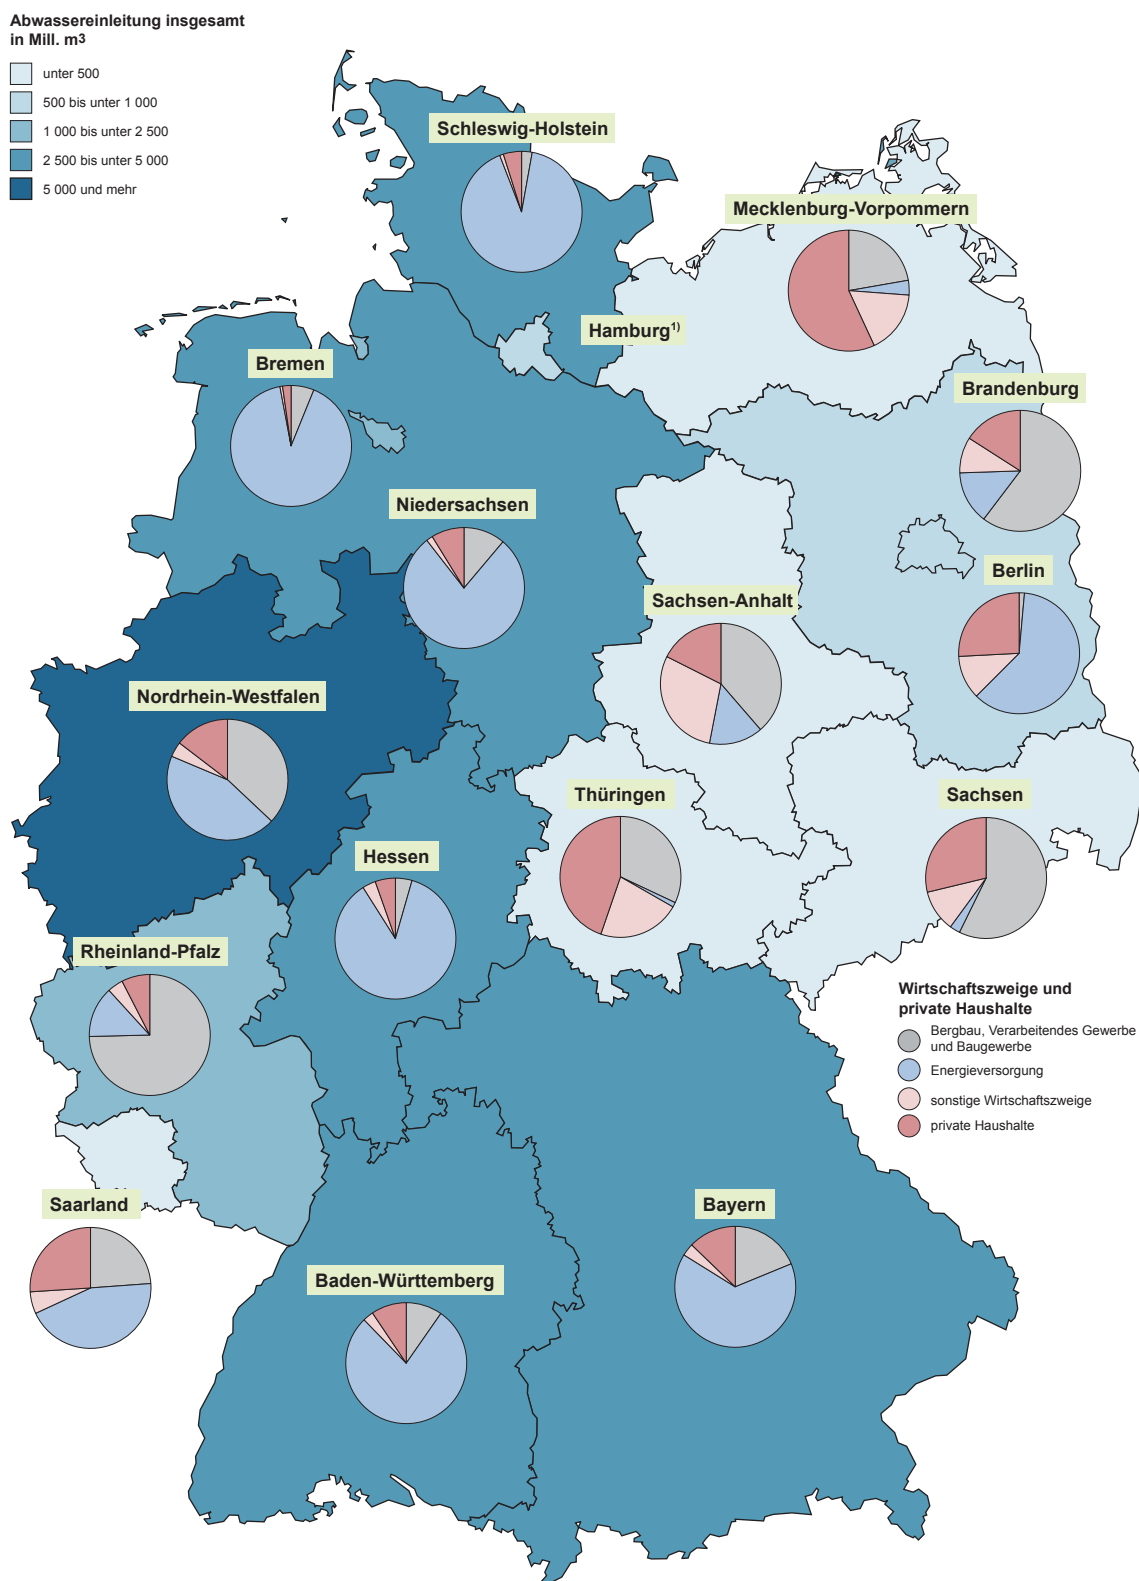 Abwassereinleitung insgesamt
in Mill. m³
unter 500
500 bis unter 1 000
1 000 bis unter 2 500
2 500 bis unter 5 000
5 000 und mehr
Schleswig-Holstein
Mecklenburg-Vorpommern
Hamburg¹⁾
Bremen
Brandenburg
Niedersachsen
Berlin
Sachsen-Anhalt
Nordrhein-Westfalen
Thüringen
Sachsen
Hessen
Rheinland-Pfalz
Wirtschaftszweige und
private Haushalte
Bergbau, Verarbeitendes Gewerbe
und Baugewerbe
Energieversorgung
sonstige Wirtschaftszweige
private Haushalte
Saarland
Bayern
Baden-Württemberg